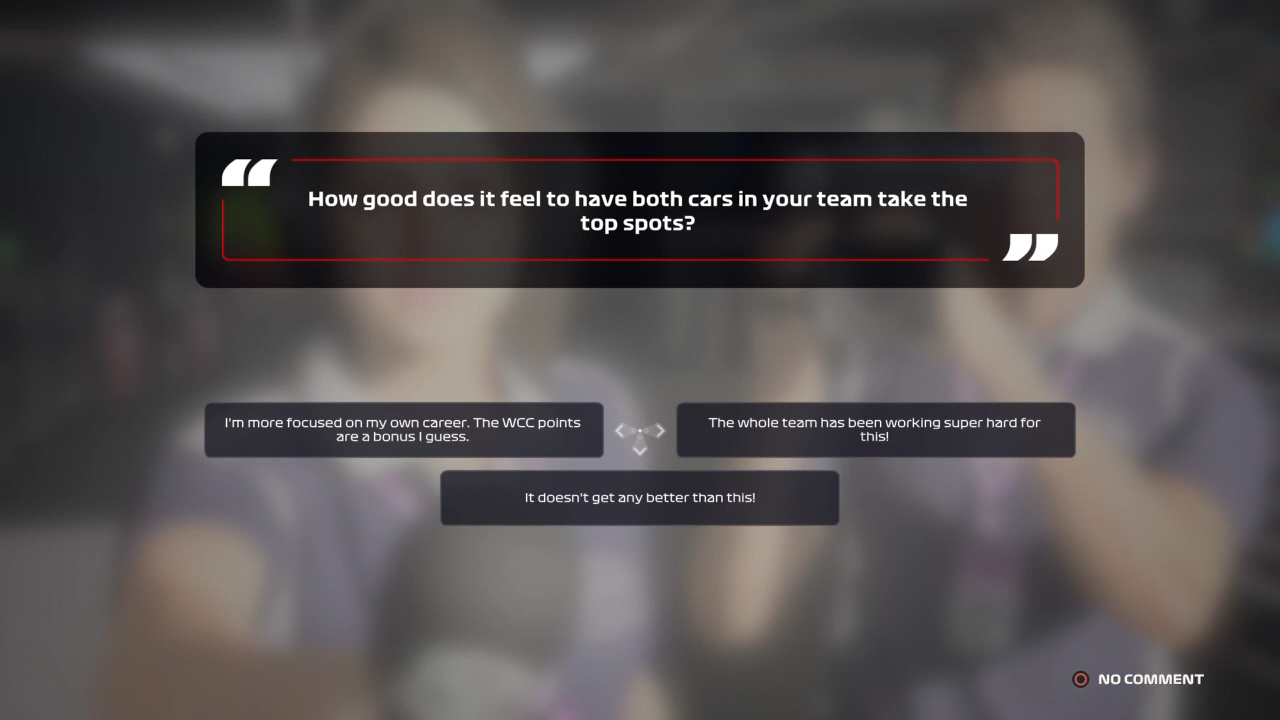 How good does it feel to have both cars in your team take the
top spots?
I'm more focused on my own career. The WCC points
are a bonus I guess.
The whole team has been working super hard for
this!
It doesn't get any better than this!
NO COMMENT